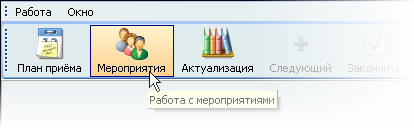 Работа Окно
План приёма Мероприятия Актуализация Следующий Закончить
Работа с мероприятиями